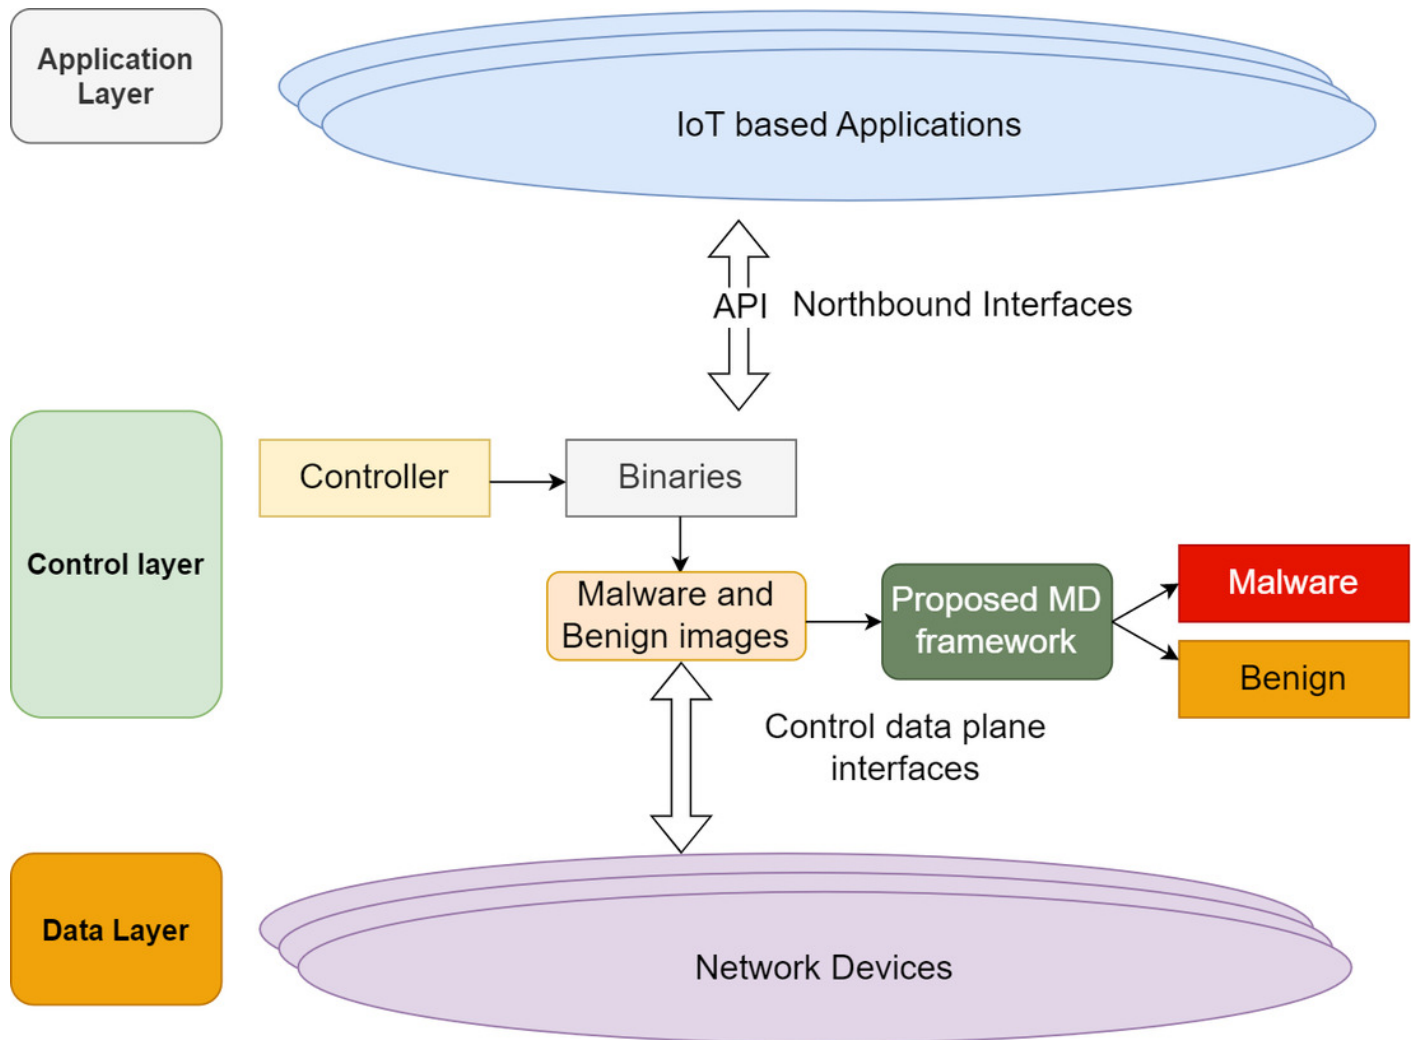 Application
Layer
IoT based Applications
API
Northbound Interfaces
Controller
Binaries
Control layer
Malware and
Benign images
Proposed MD
framework
Malware
Benign
Control data plane
interfaces
Data Layer
Network Devices